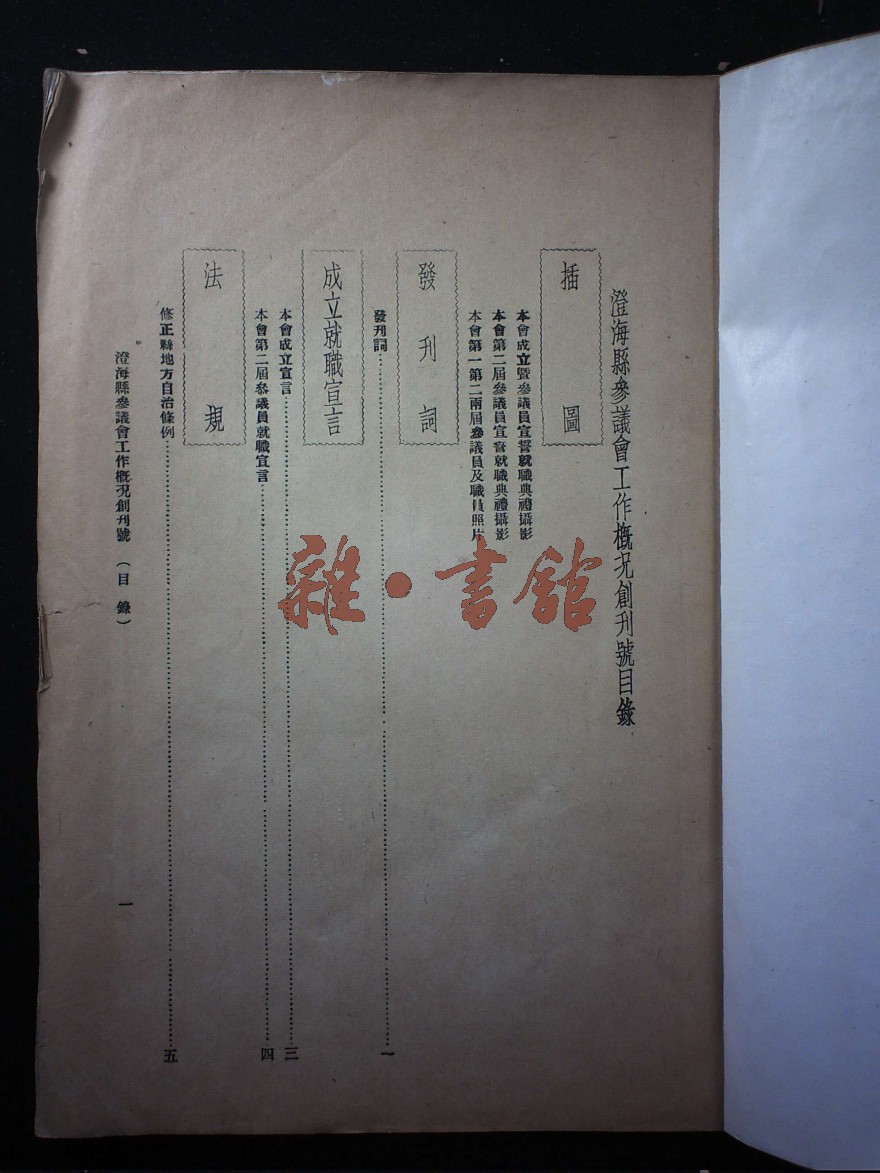 澄海縣參議會工作槪况創刊號目錄
插圖
本會成立暨參議員宣誓就職典禮攝影
本會第二屆參議員宣誓就職典禮攝影
本會第一第二兩屆參議員及職員照片
發刊詞
發刊詞……一
成立就職宣言
本會成立宣言……三
本會第二屆參議員就職宣言……四
法規
修正縣地方自治條例……五
澄海縣參議會工作槪况創刊號 (目錄)
一
雜·書館